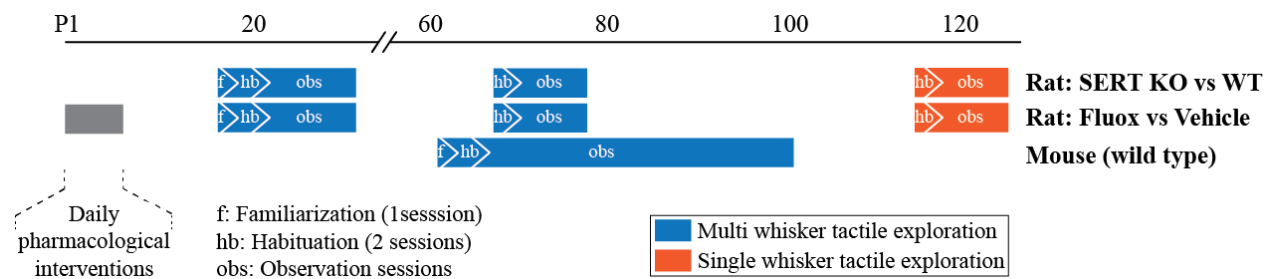 P1 20 60 80 100 120
f hb obs hb obs hb obs Rat: SERT KO vs WT
f hb obs hb obs hb obs Rat: Fluox vs Vehicle
f hb obs Mouse (wild type)
Daily
pharmacological
interventions
f: Familiarization (1sesssion)
hb: Habituation (2 sessions)
obs: Observation sessions
Multi whisker tactile exploration
Single whisker tactile exploration